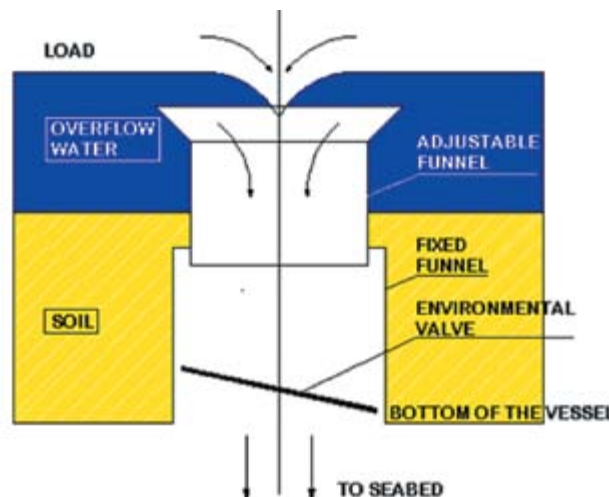 LOAD
OVERFLOW
WATER
ADJUSTABLE
FUNNEL
FIXED
FUNNEL
SOIL
ENVIRONMENTAL
VALVE
BOTTOM OF THE VESSEL
TO SEABED